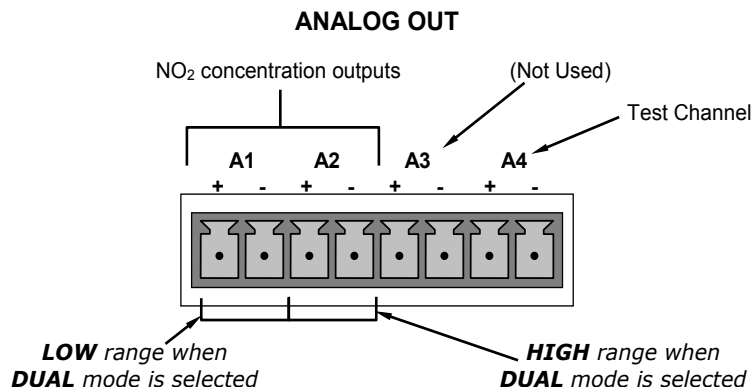 ANALOG OUT
NO₂ concentration outputs
(Not Used)
Test Channel
A1 A2 A3 A4
+ - + - + - + -
LOW range when
DUAL mode is selected
HIGH range when
DUAL mode is selected